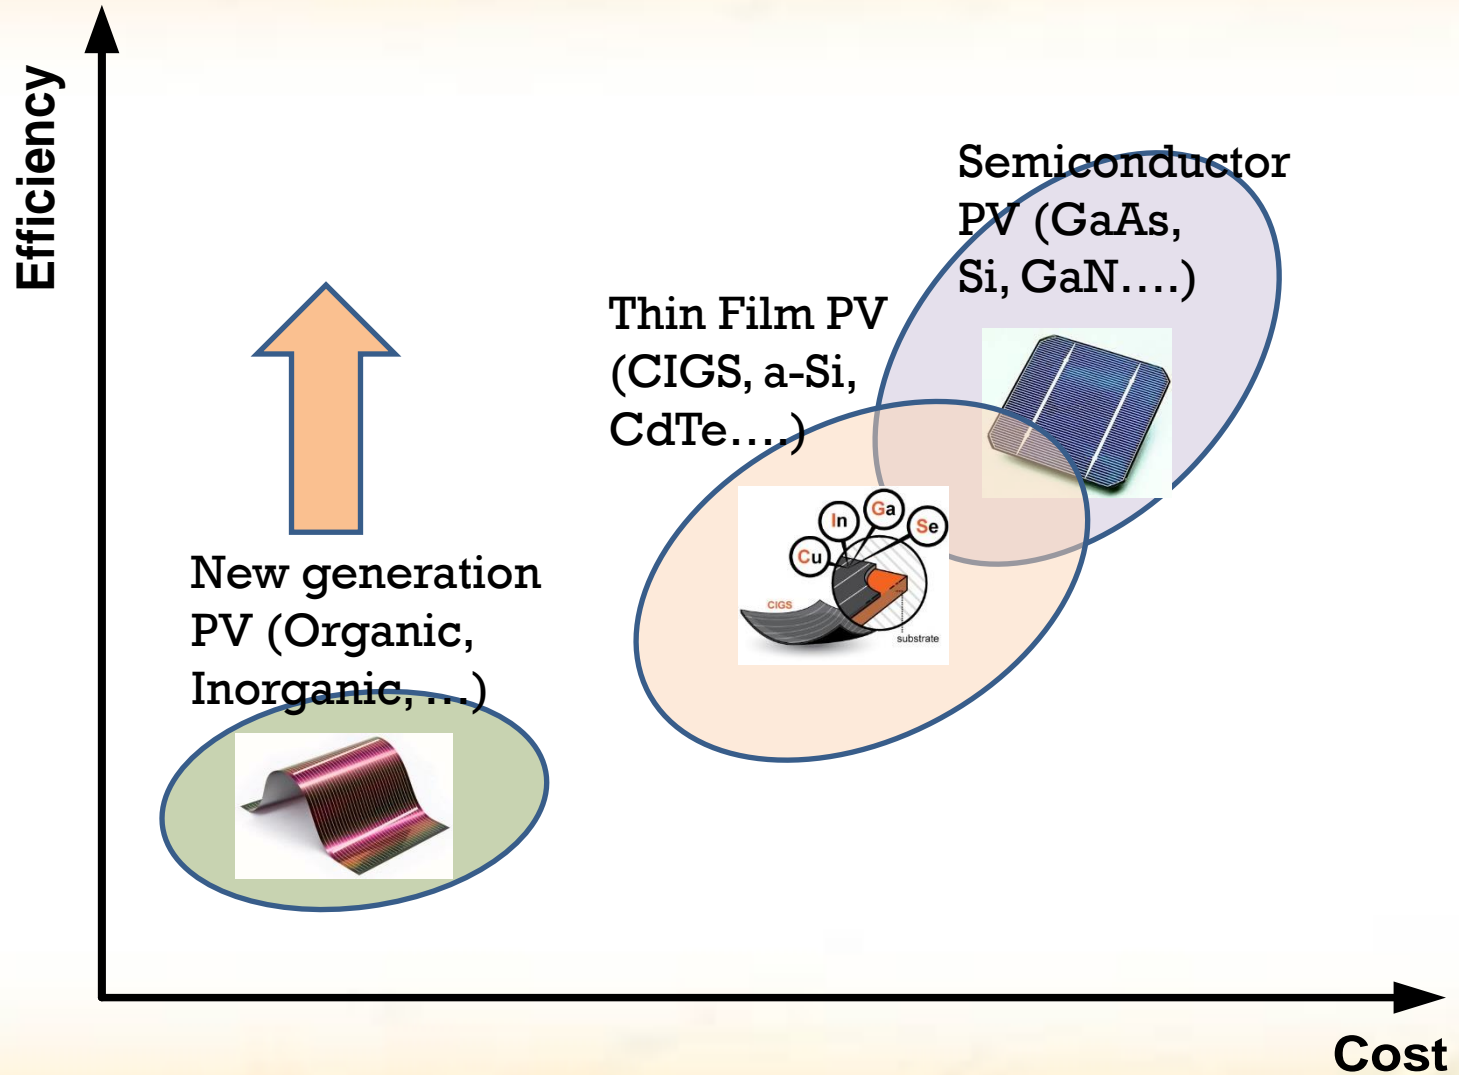 Efficiency
Semiconductor
PV (GaAs,
Si, GaN....)
Thin Film PV
(CIGS, a-Si,
CdTe....)
In
Ga
Se
Cu
CIGS
substrate
New generation
PV (Organic,
Inorganic, ...)
Cost